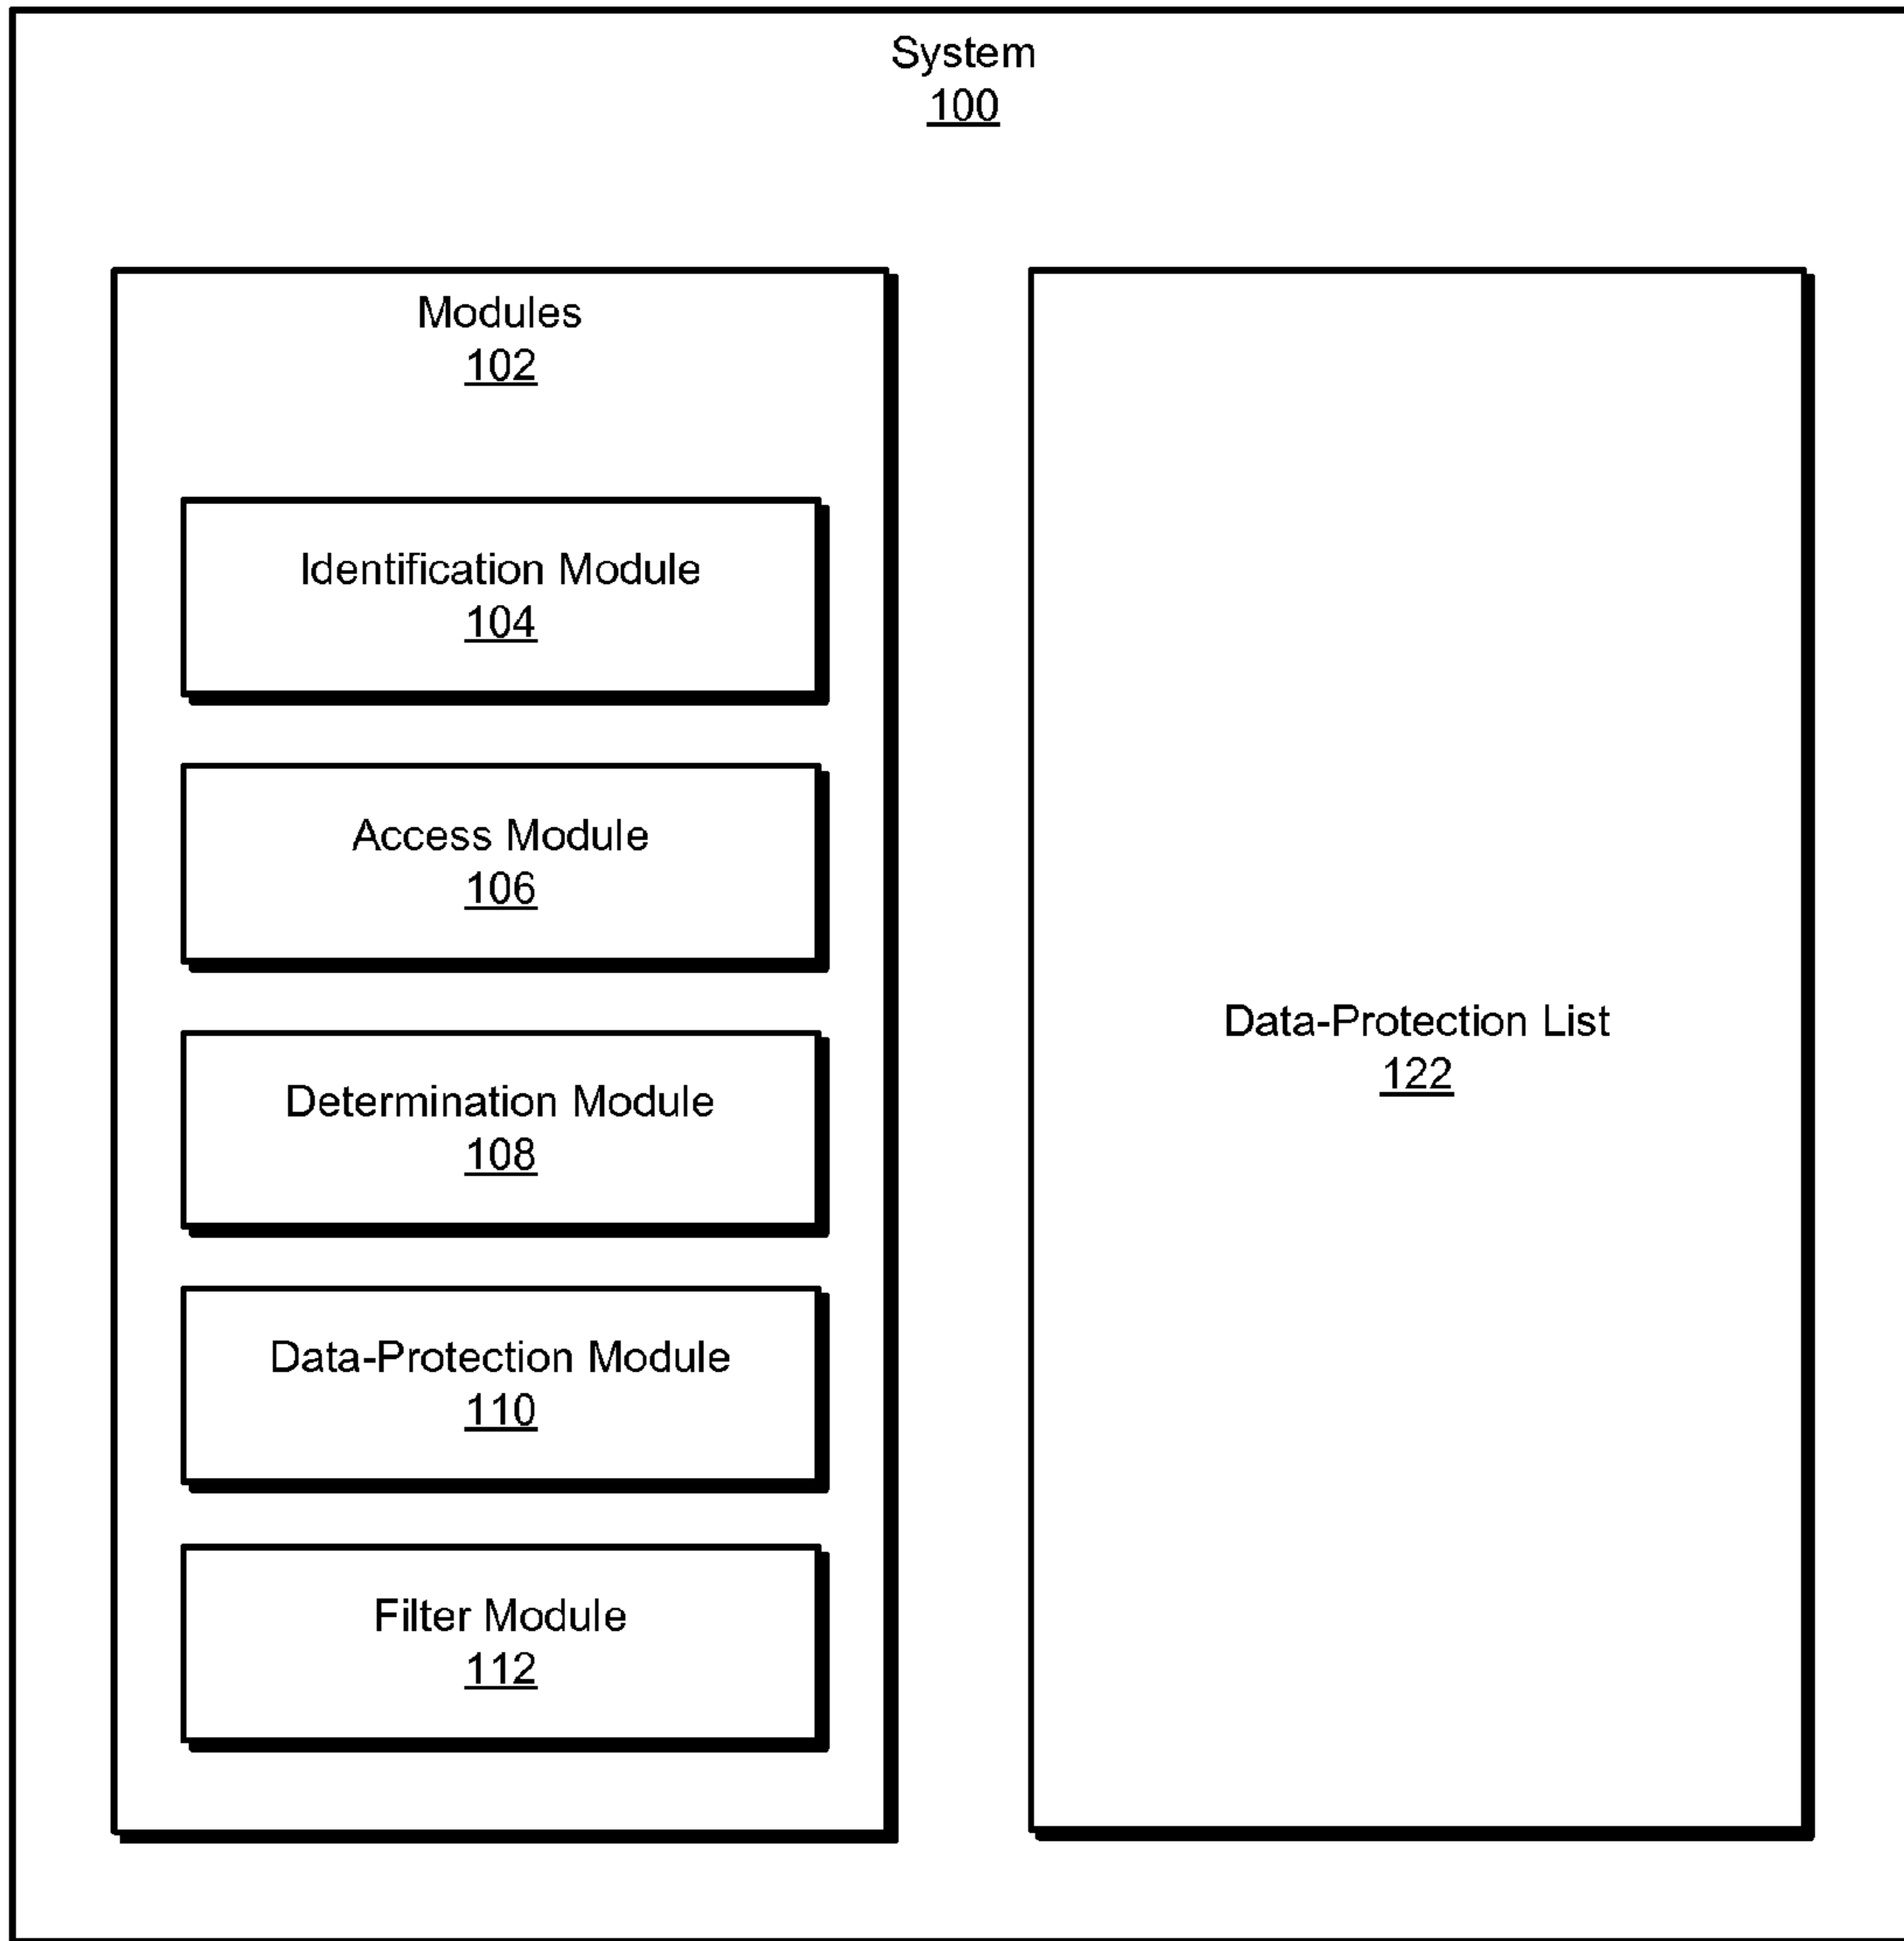 System
100
Modules
102
Identification Module
104
Access Module
106
Determination Module
108
Data-Protection Module
110
Filter Module
112
Data-Protection List
122